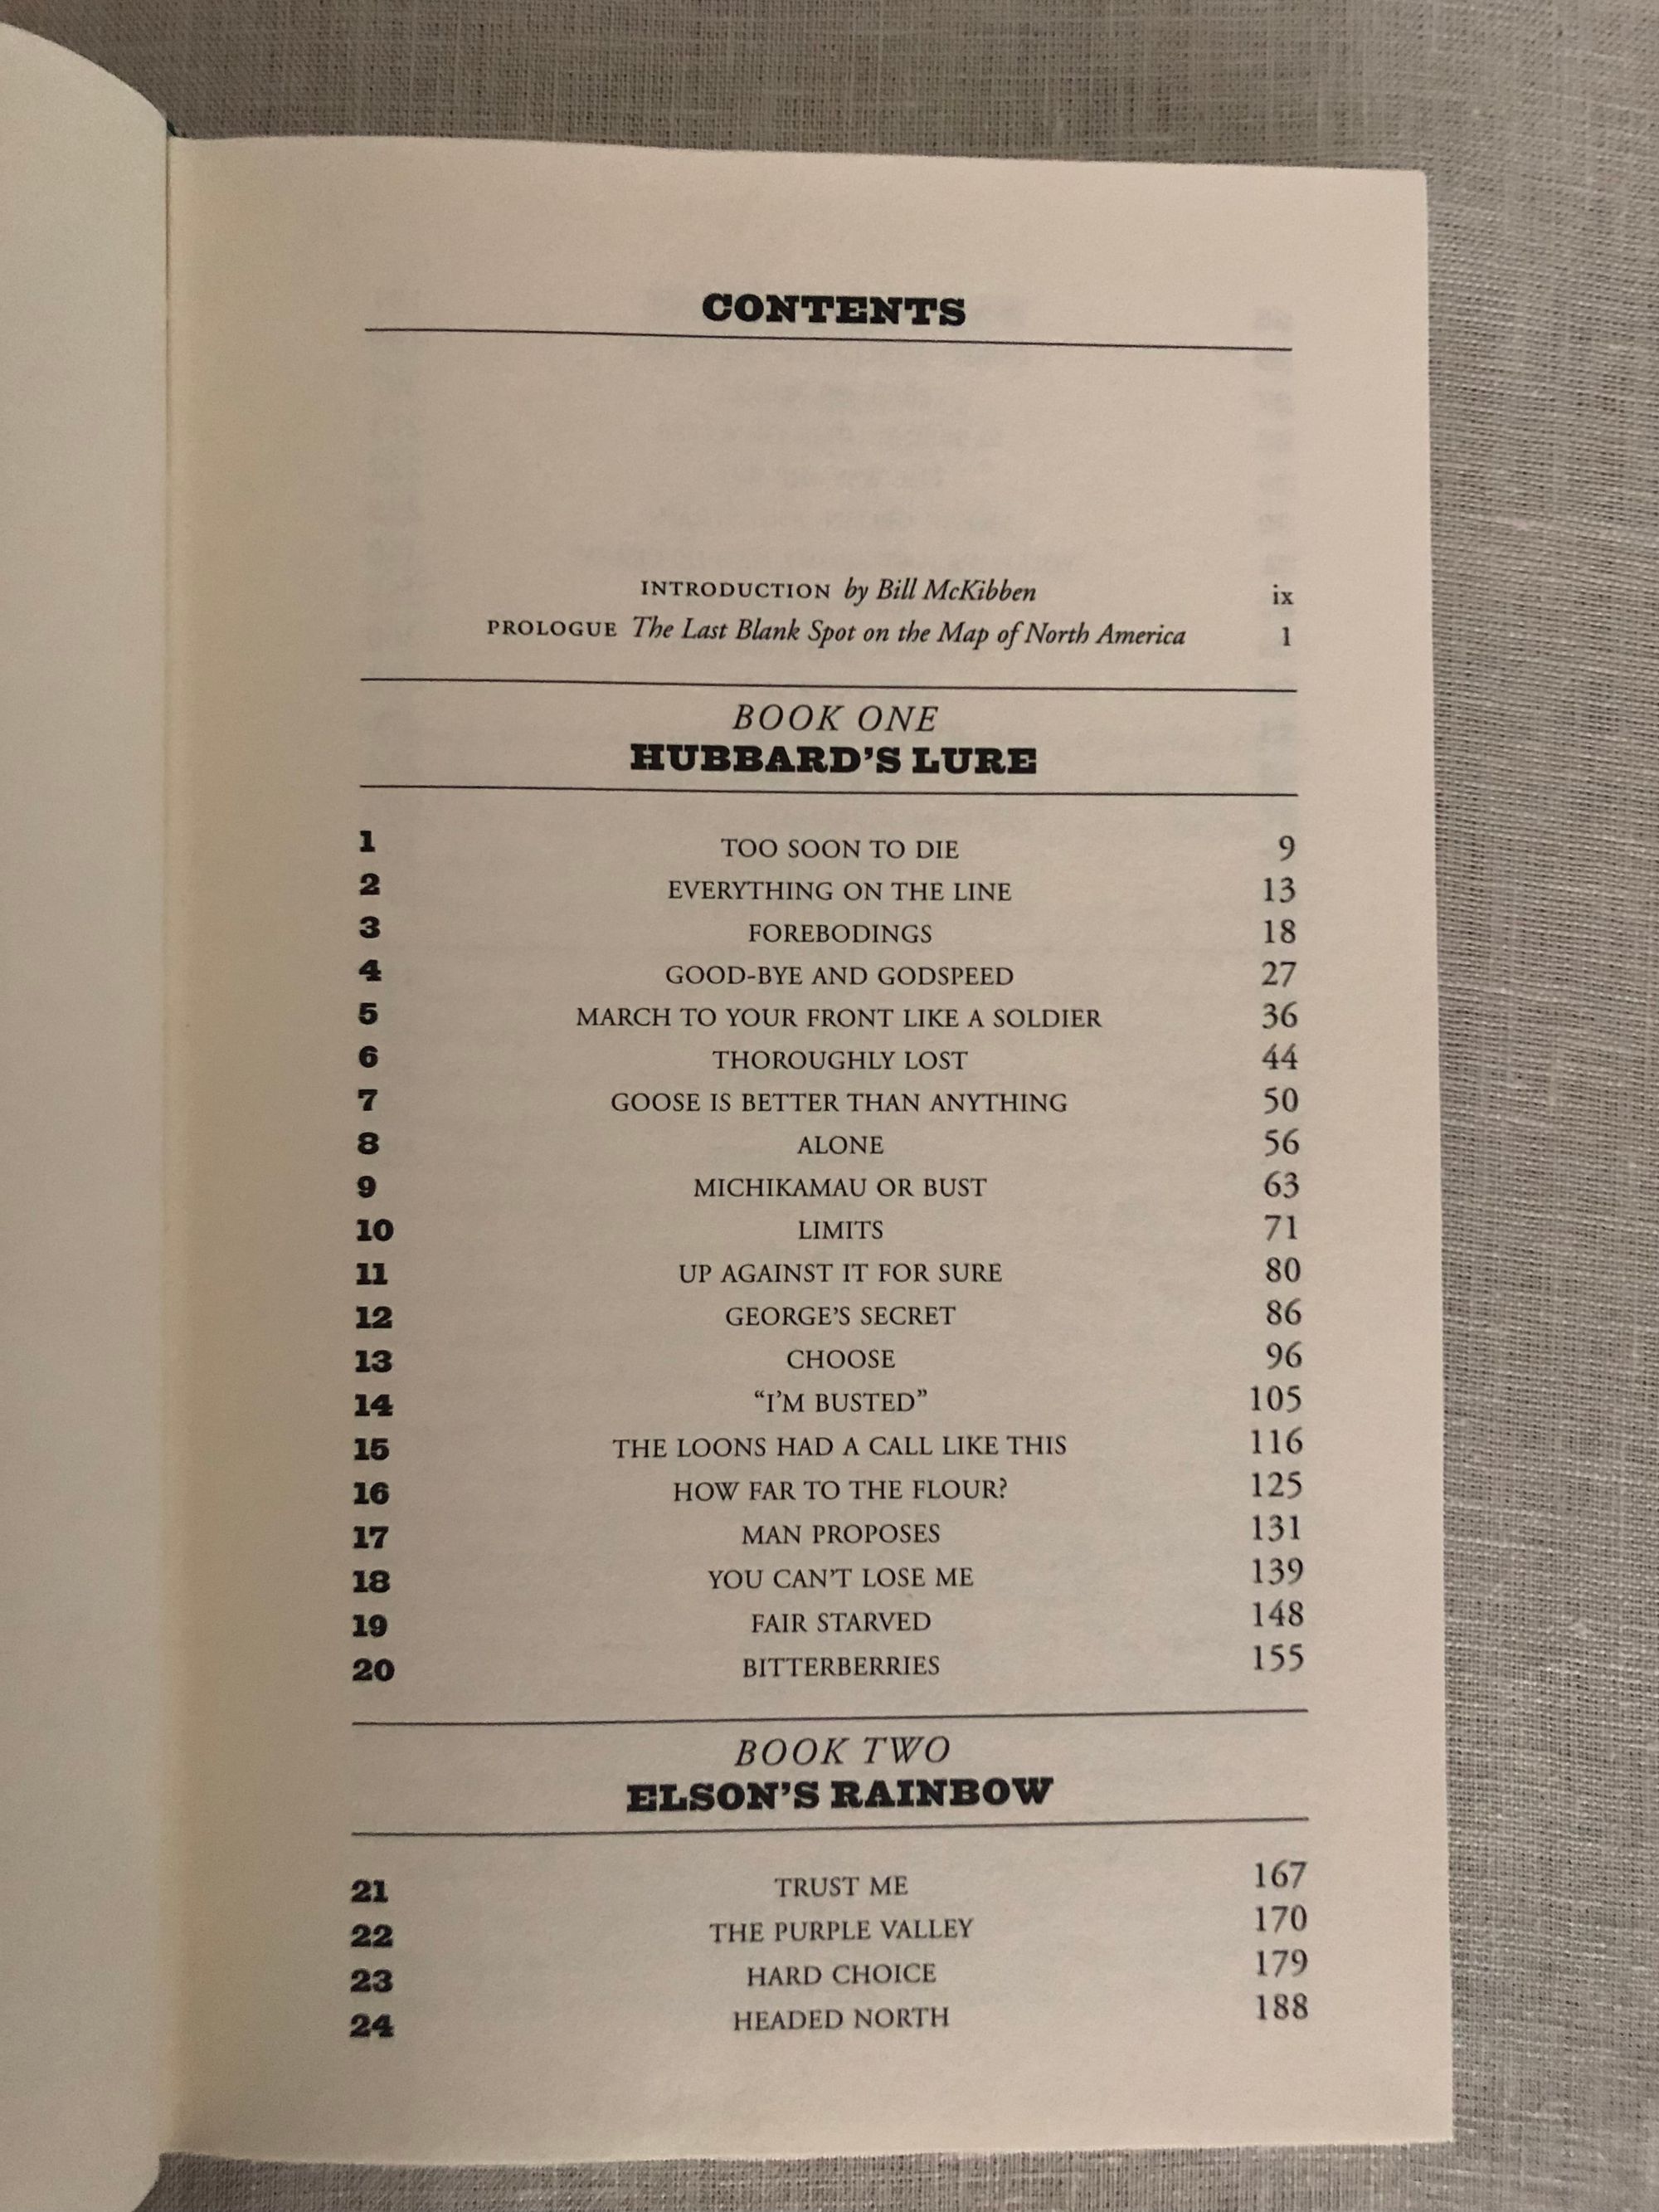 CONTENTS
INTRODUCTION by Bill McKibben ix
PROLOGUE The Last Blank Spot on the Map of North America 1
BOOK ONE
HUBBARD'S LURE
1 TOO SOON TO DIE 9
2 EVERYTHING ON THE LINE 13
3 FOREBODINGS 18
4 GOOD-BYE AND GODSPEED 27
5 MARCH TO YOUR FRONT LIKE A SOLDIER 36
6 THOROUGHLY LOST 44
7 GOOSE IS BETTER THAN ANYTHING 50
8 ALONE 56
9 MICHIKAMAU OR BUST 63
10 LIMITS 71
11 UP AGAINST IT FOR SURE 80
12 GEORGE'S SECRET 86
13 CHOOSE 96
14 “I'M BUSTED” 105
15 THE LOONS HAD A CALL LIKE THIS 116
16 HOW FAR TO THE FLOUR? 125
17 MAN PROPOSES 131
18 YOU CAN'T LOSE ME 139
19 FAIR STARVED 148
20 BITTERBERRIES 155
BOOK TWO
ELSON'S RAINBOW
21 TRUST ME 167
22 THE PURPLE VALLEY 170
23 HARD CHOICE 179
24 HEADED NORTH 188